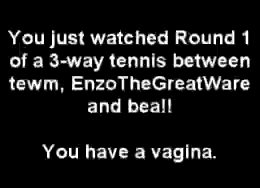 You just watched Round 1
of a 3-way tennis between
tewm, EnzoTheGreatWare
and bea!!
You have a vagina.